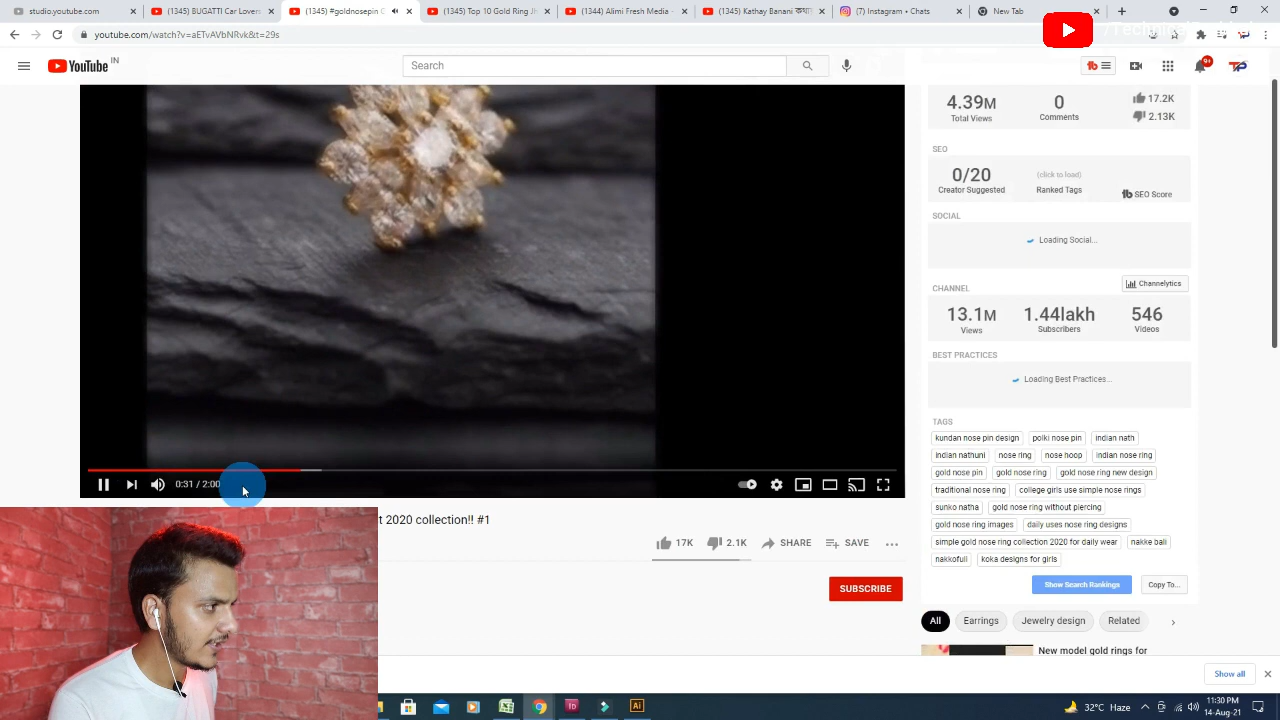 studiofootage - You
(1345) BUGATTI Car Lov
(1345) #goldnosep
(1345) Top 10 Gold Ring JH
(1344) Alimi Fresh Media -
(1345) Kathay Banani
(7) Instagram
New Tab
youtube.com/watch?v=aETvAVbNRvk&t=29s
YouTube IN
Search
9+
4.39M
0
17.2K
Total Views
Comments
2.13K
SEO
0/20
(click to load)
Creator Suggested
Ranked Tags
SEO Score
SOCIAL
Loading Social...
CHANNEL
Channelytics
13.1M
1.44lakh
546
Views
Subscribers
Videos
BEST PRACTICES
Loading Best Practices...
TAGS
kundan nose pin design
polki nose pin
indian nath
indian nathuni
nose ring
nose hoop
indian nose ring
gold nose pin
gold nose ring
gold nose ring new design
traditional nose ring
college girls use simple nose rings
sunko natha
gold nose ring without piercing
gold nose ring images
daily uses nose ring designs
simple gold nose ring collection 2020 for daily wear
nakke bali
nakkofull
koka designs for girls
Show Search Rankings
Copy To...
0:31 / 2:00
t 2020 collection!! #1
17K
2.1K
SHARE
SAVE
SUBSCRIBE
All
Earrings
Jewelry design
Related
New model gold rings for
Show all
11:30 PM
14-Aug-21